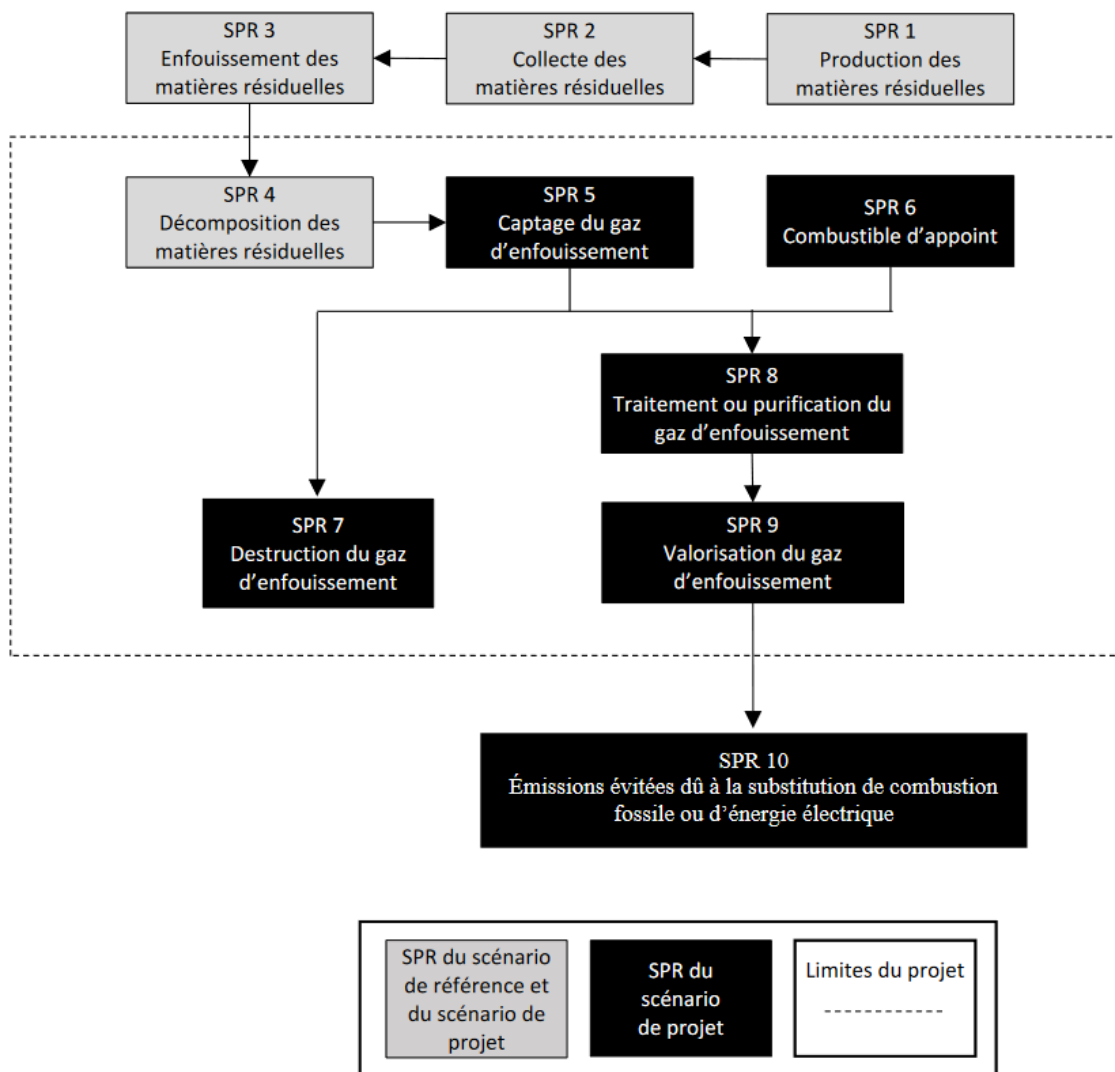 SPR 3
Enfouissement des
matières résiduelles
SPR 2
Collecte des
matières résiduelles
SPR 1
Production des
matières résiduelles
SPR 4
Décomposition des
matières résiduelles
SPR 5
Captage du gaz
d’enfouissement
SPR 6
Combustible d’appoint
SPR 8
Traitement ou purification du
gaz d’enfouissement
SPR 7
Destruction du gaz
d’enfouissement
SPR 9
Valorisation du gaz
d’enfouissement
SPR 10
Émissions évitées dû à la substitution de combustion
fossile ou d’énergie électrique
SPR du scénario
de référence et
du scénario de
projet
SPR du
scénario
de projet
Limites du projet